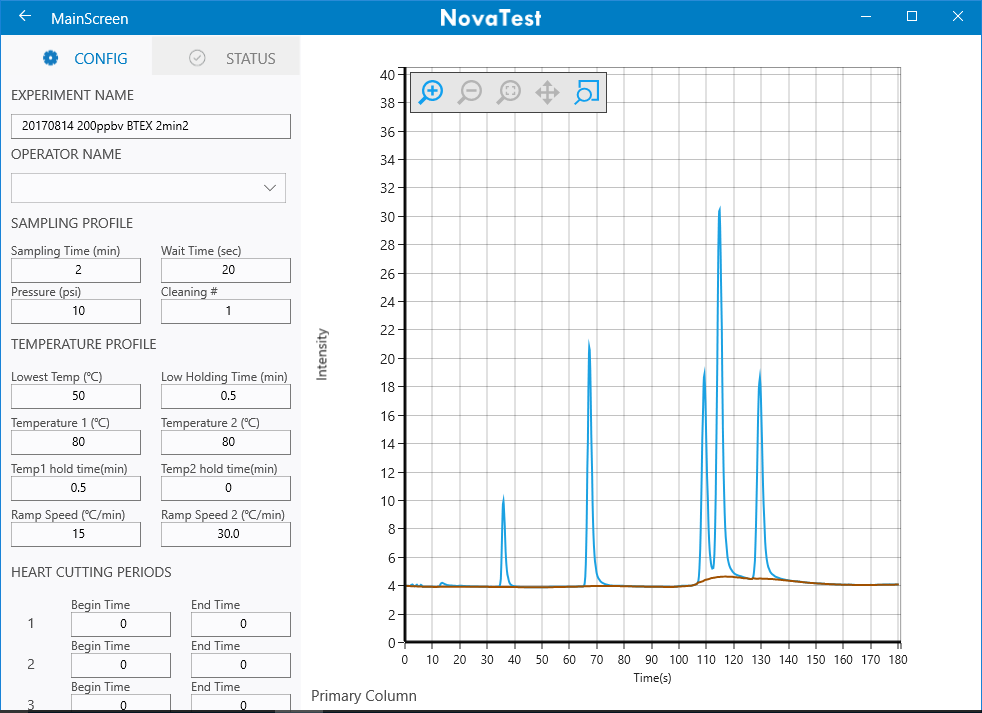 MainScreen
NovaTest
CONFIG STATUS
EXPERIMENT NAME
20170814 200ppbv BTEX 2min2
OPERATOR NAME
SAMPLING PROFILE
Sampling Time (min) Wait Time (sec)
2 20
Pressure (psi) Cleaning #
10 1
TEMPERATURE PROFILE
Lowest Temp (℃) Low Holding Time (min)
50 0.5
Temperature 1 (℃) Temperature 2 (℃)
80 80
Temp1 hold time(min) Temp2 hold time(min)
0.5 0
Ramp Speed (℃/min) Ramp Speed 2 (℃/min)
15 30.0
HEART CUTTING PERIODS
Begin Time End Time
1 0 0
Begin Time End Time
2 0 0
Begin Time End Time
3 0 0
Intensity
40
38
36
34
32
30
28
26
24
22
20
18
16
14
12
10
8
6
4
2
0
0 10 20 30 40 50 60 70 80 90 100 110 120 130 140 150 160 170 180
Time(s)
Primary Column